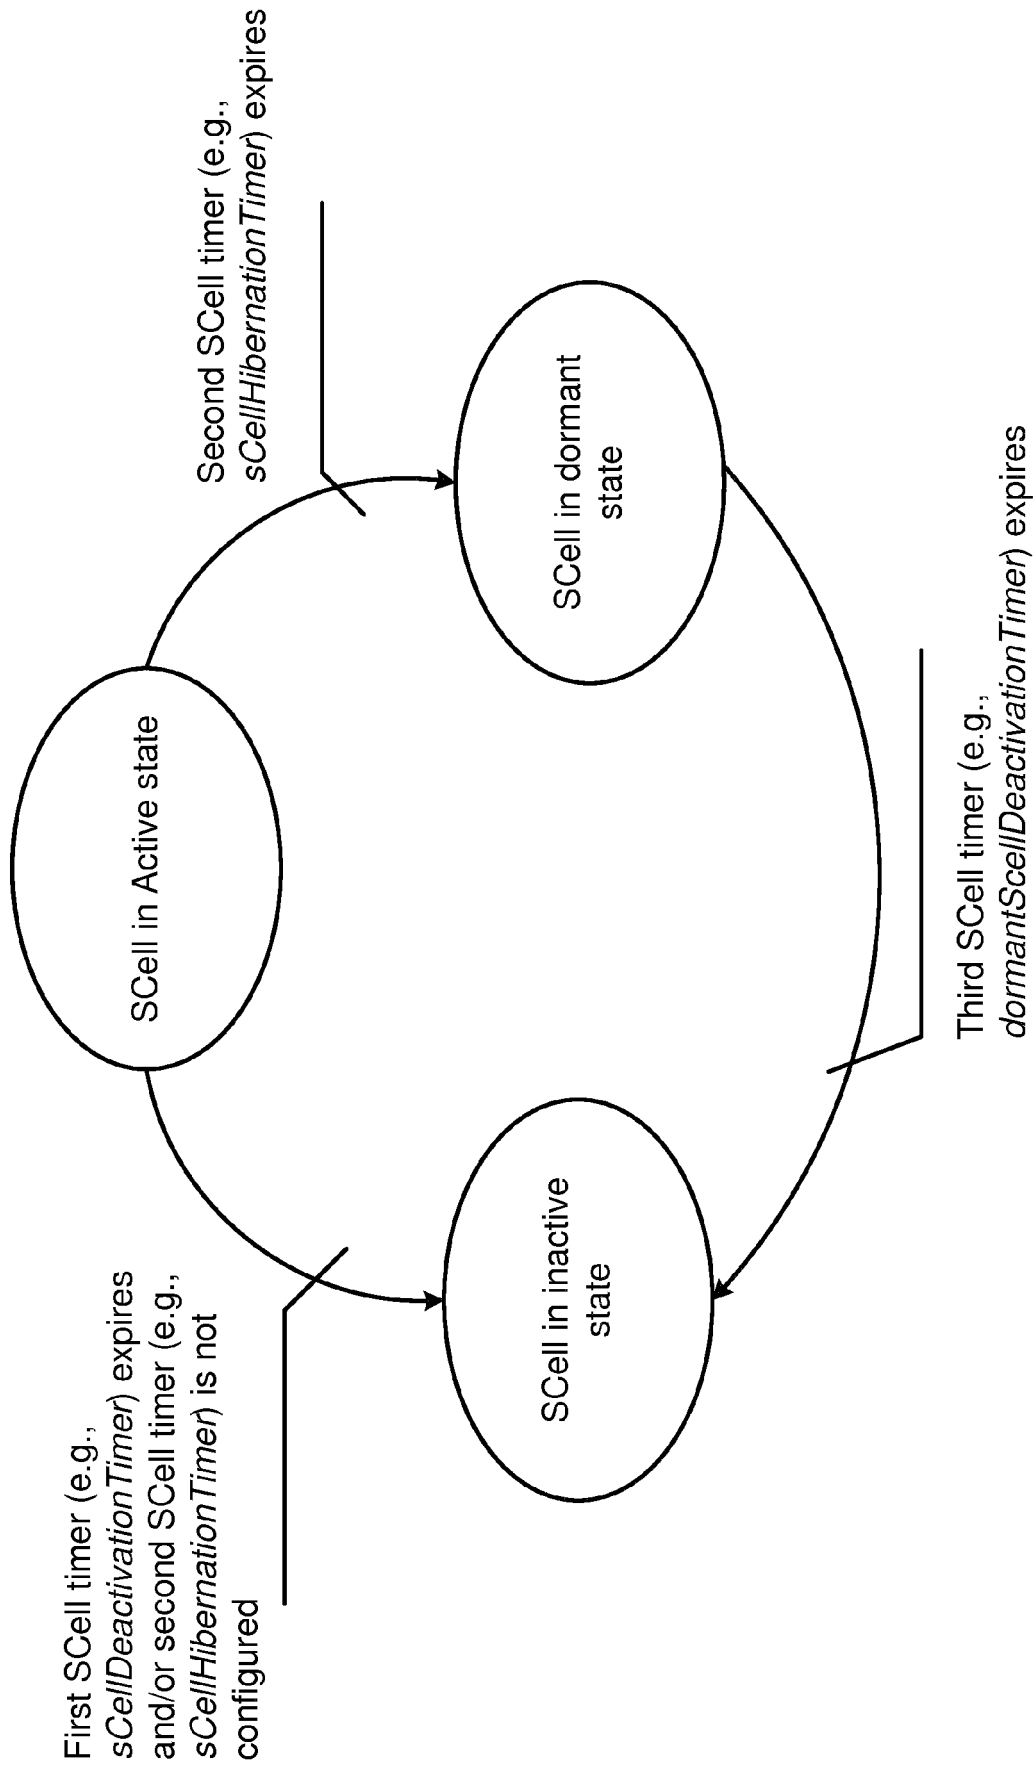 First SCell timer (e.g.,
sCellDeactivationTimer) expires
and/or second SCell timer (e.g.,
sCellHibernationTimer) is not
configured
SCell in Active state
Second SCell timer (e.g.,
sCellHibernationTimer) expires
SCell in inactive
state
SCell in dormant
state
Third SCell timer (e.g.,
dormantScellDeactivationTimer) expires